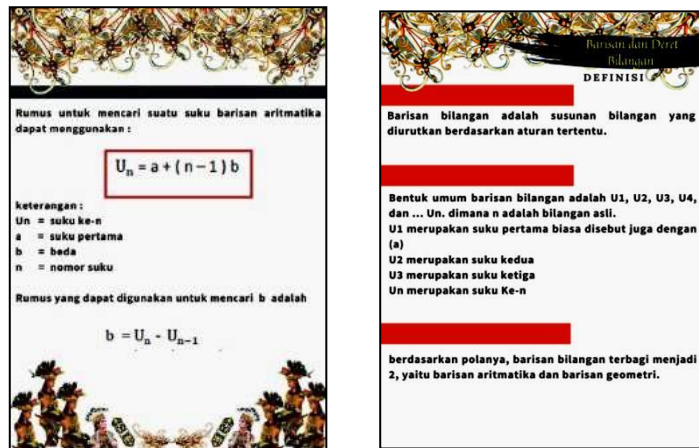 Rumus untuk mencari suatu suku barisan aritmatika
dapat menggunakan :
Un = a + ( n − 1 ) b
keterangan :
Un = suku ke-n
a = suku pertama
b = beda
n = nomor suku
Rumus yang dapat digunakan untuk mencari b adalah
b = Un - Un−1
Barisan dan Deret
Bilangan
DEFINISI
Barisan bilangan adalah susunan bilangan yang
diurutkan berdasarkan aturan tertentu.
Bentuk umum barisan bilangan adalah U1, U2, U3, U4,
dan ... Un. dimana n adalah bilangan asli.
U1 merupakan suku pertama biasa disebut juga dengan
(a)
U2 merupakan suku kedua
U3 merupakan suku ketiga
Un merupakan suku Ke-n
berdasarkan polanya, barisan bilangan terbagi menjadi
2, yaitu barisan aritmatika dan barisan geometri.